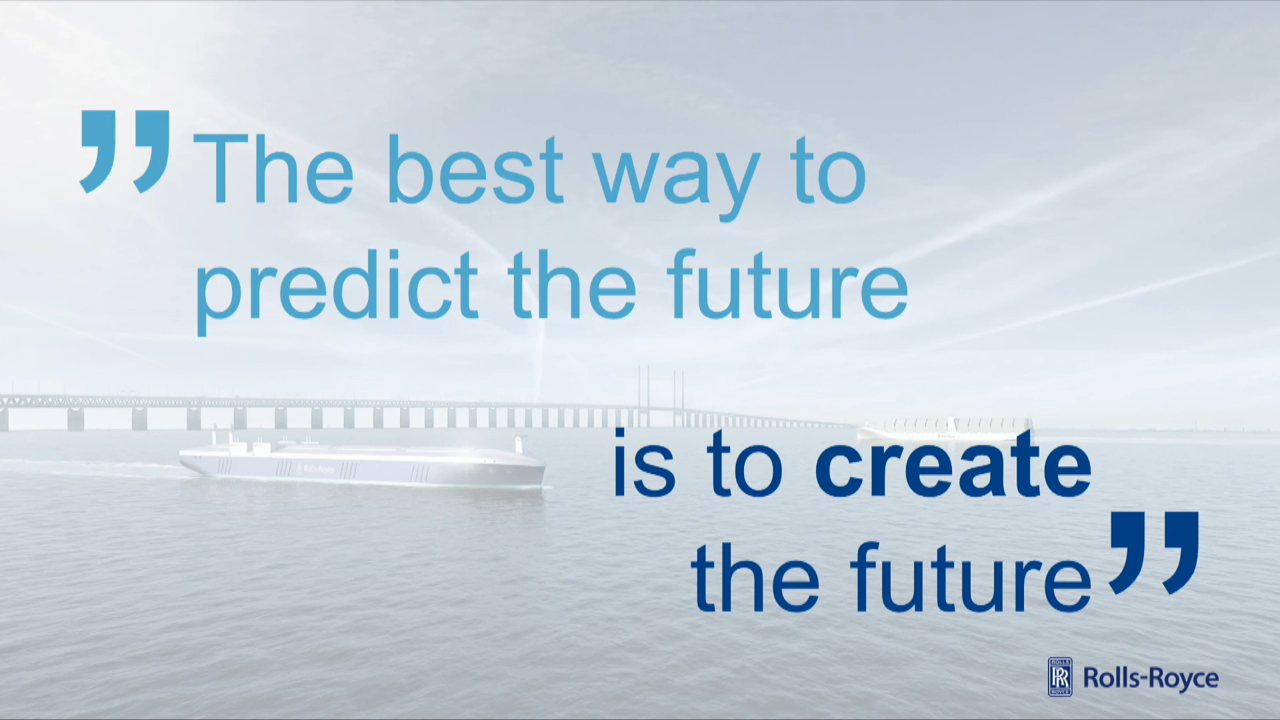 ”The best way to
predict the future
is to create
the future”
Rolls-Royce